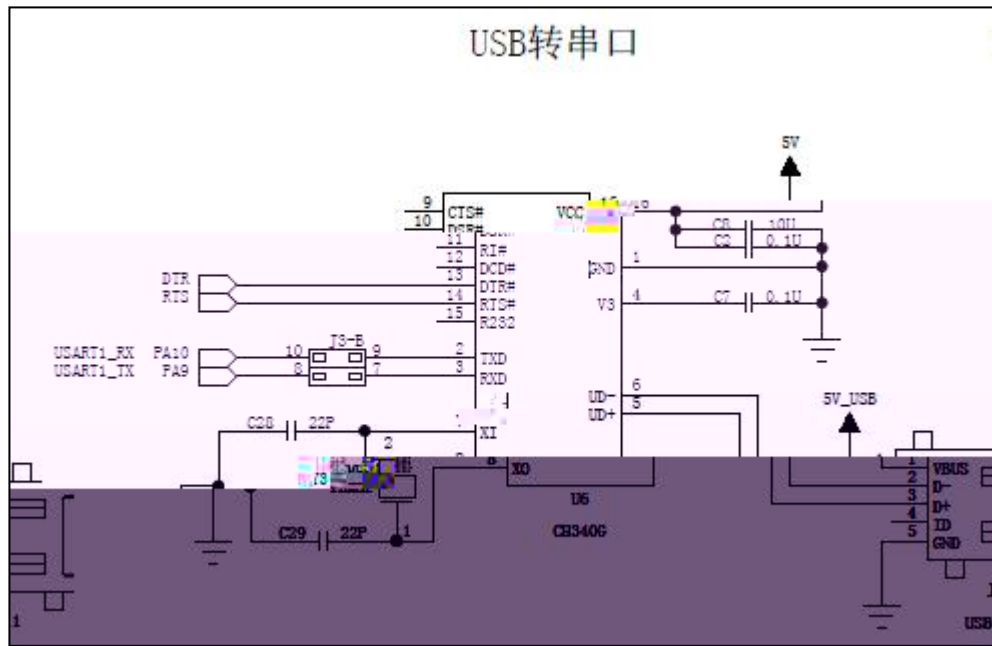 USB转串口
5V
9 CTS# VCC
10 DSR#
11 RI#
C8 10U
12 DCD# C2 0.1U
DTR 13 DTR# GND 1
RTS 14 RTS# V3 4 C7 0.1U
15 R232
J3-B
USART1_RX PA10 10 9 2 TXD
USART1_TX PA9 8 7 3 RXD
UD- 6
UD+ 5
5V_USB
C28 22P XI
2
8 XO
1 VBUS
2 D-
U6
3 D+
C29 22P 1 CH340G
4 ID
5 GND
1
USB